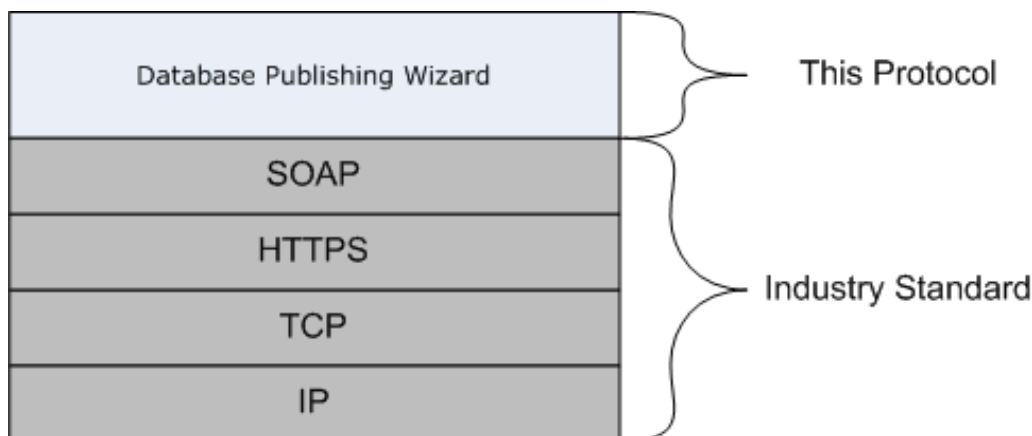 Database Publishing Wizard
This Protocol
SOAP
HTTPS
TCP
IP
Industry Standard